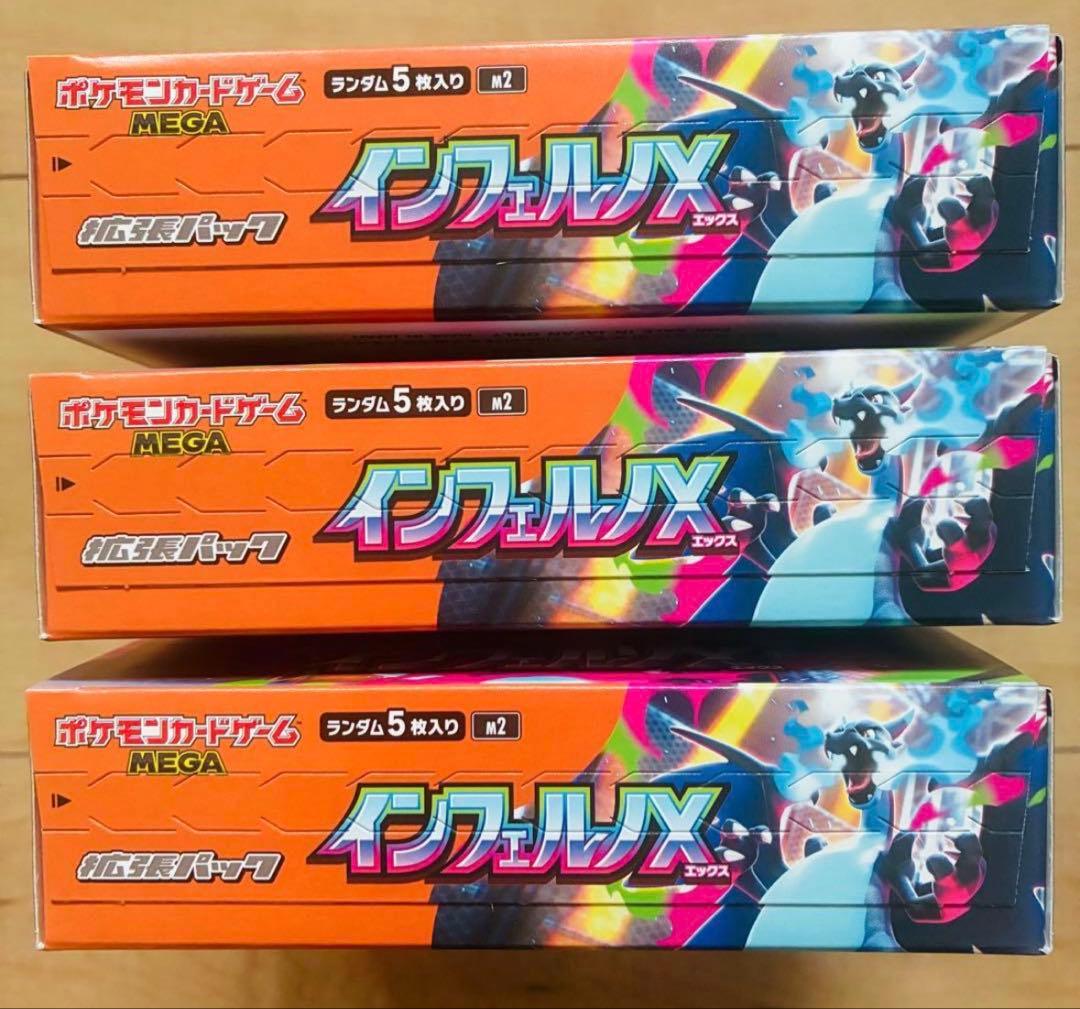 ポケモンカードゲーム
MEGA
ランダム5枚入り M2
インフェルノX
エックス
拡張パック
ポケモンカードゲーム
MEGA
ランダム5枚入り M2
インフェルノX
エックス
拡張パック
ポケモンカードゲーム
MEGA
ランダム5枚入り M2
インフェルノX
エックス
拡張パック